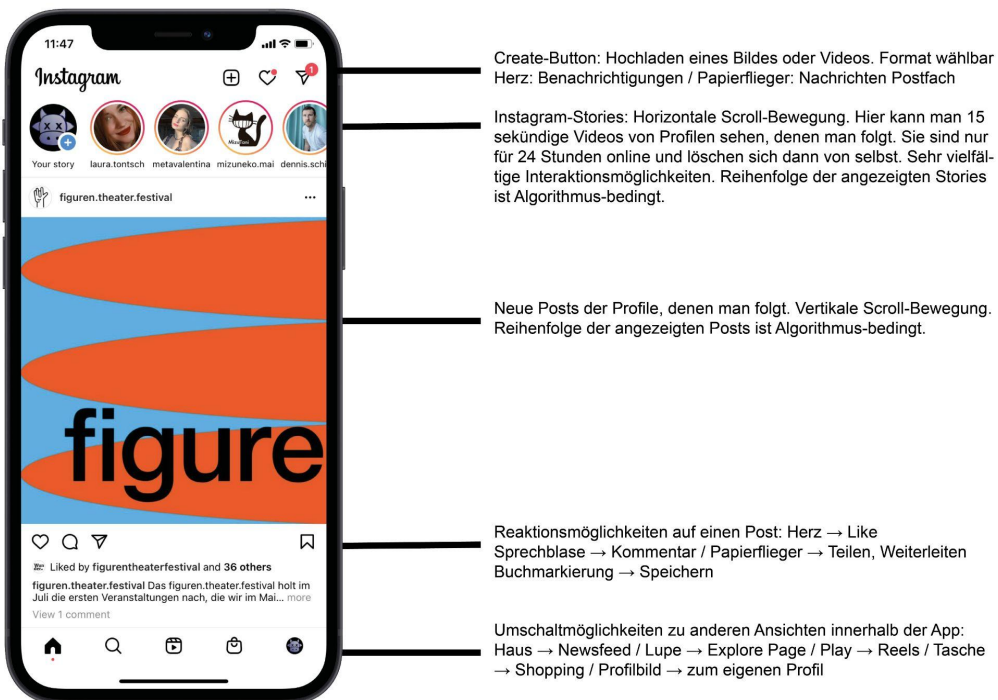 11:47
Instagram
1
Your story
laura.tontsch
metavalentina
mizuneko.mai
dennis.schi
figuren.theater.festival
figure
Liked by figurentheaterfestival and 36 others
figuren.theater.festival Das figuren.theater.festival holt im
Juli die ersten Veranstaltungen nach, die wir im Mai... more
View 1 comment
Create-Button: Hochladen eines Bildes oder Videos. Format wählbar
Herz: Benachrichtigungen / Papierflieger: Nachrichten Postfach
Instagram-Stories: Horizontale Scroll-Bewegung. Hier kann man 15
sekündige Videos von Profilen sehen, denen man folgt. Sie sind nur
für 24 Stunden online und löschen sich dann von selbst. Sehr vielfäl-
tige Interaktionsmöglichkeiten. Reihenfolge der angezeigten Stories
ist Algorithmus-bedingt.
Neue Posts der Profile, denen man folgt. Vertikale Scroll-Bewegung.
Reihenfolge der angezeigten Posts ist Algorithmus-bedingt.
Reaktionsmöglichkeiten auf einen Post: Herz → Like
Sprechblase → Kommentar / Papierflieger → Teilen, Weiterleiten
Buchmarkierung → Speichern
Umschaltmöglichkeiten zu anderen Ansichten innerhalb der App:
Haus → Newsfeed / Lupe → Explore Page / Play → Reels / Tasche
→ Shopping / Profilbild → zum eigenen Profil